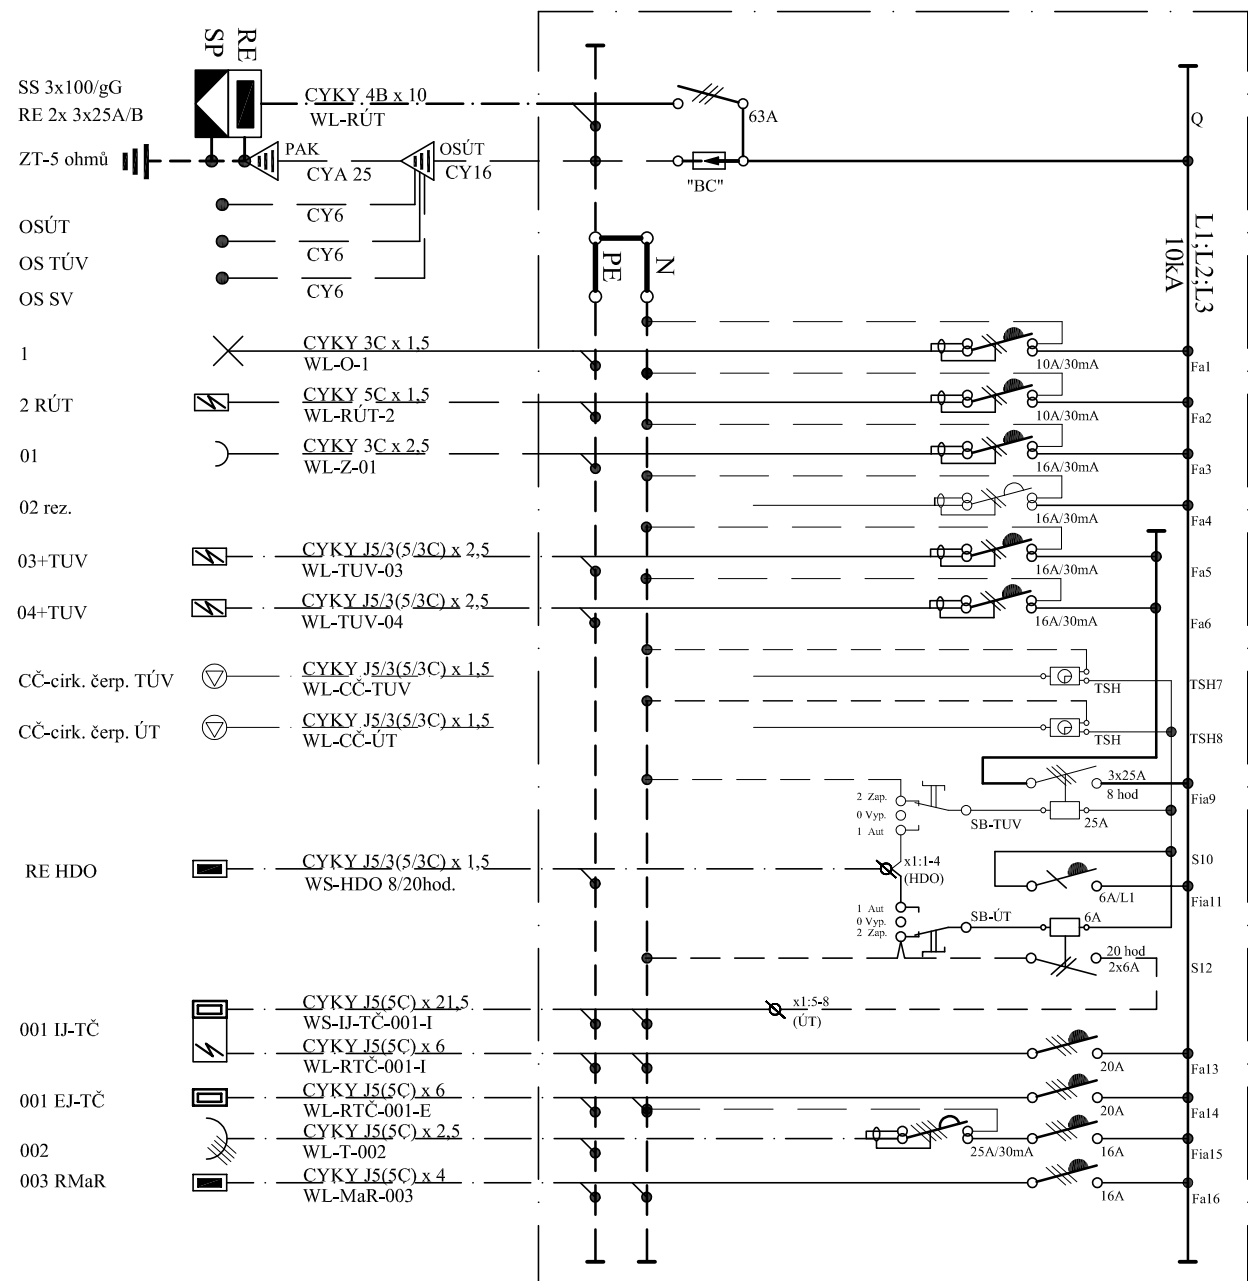 SP
RE
SS 3x100/gG
RE 2x 3x25A/B
CYKY 4B x 10
WL-RÚT
63A
Q
ZT-5 ohmů
PAK
CYA 25
OSÚT
CY16
"BC"
OSÚT
CY6
OS TÚV
CY6
OS SV
CY6
PE
N
L1;L2;L3
10kA
1
CYKY 3C x 1,5
WL-O-1
10A/30mA
Fa1
2 RÚT
CYKY 5C x 1,5
WL-RÚT-2
10A/30mA
Fa2
01
CYKY 3C x 2,5
WL-Z-01
16A/30mA
Fa3
02 rez.
16A/30mA
Fa4
03+TUV
CYKY J5/3(5/3C) x 2,5
WL-TUV-03
16A/30mA
Fa5
04+TUV
CYKY J5/3(5/3C) x 2,5
WL-TUV-04
16A/30mA
Fa6
CČ-cirk. čerp. TÚV
CYKY J5/3(5/3C) x 1,5
WL-CČ-TUV
TSH
TSH7
CČ-cirk. čerp. ÚT
CYKY J5/3(5/3C) x 1,5
WL-CČ-ÚT
TSH
TSH8
3x25A
8 hod
Fia9
2 Zap.
0 Vyp.
1 Aut
SB-TUV
25A
S10
RE HDO
CYKY J5/3(5/3C) x 1,5
WS-HDO 8/20hod.
x1:1-4
(HDO)
6A/L1
Fia11
1 Aut
0 Vyp.
2 Zap.
SB-ÚT
6A
20 hod
2x6A
S12
001 IJ-TČ
CYKY J5(5C) x 21,5
WS-IJ-TČ-001-I
x1:5-8
(ÚT)
CYKY J5(5C) x 6
WL-RTČ-001-I
20A
Fa13
001 EJ-TČ
CYKY J5(5C) x 6
WL-RTČ-001-E
20A
Fa14
002
CYKY J5(5C) x 2,5
WL-T-002
25A/30mA
16A
Fia15
003 RMaR
CYKY J5(5C) x 4
WL-MaR-003
16A
Fa16